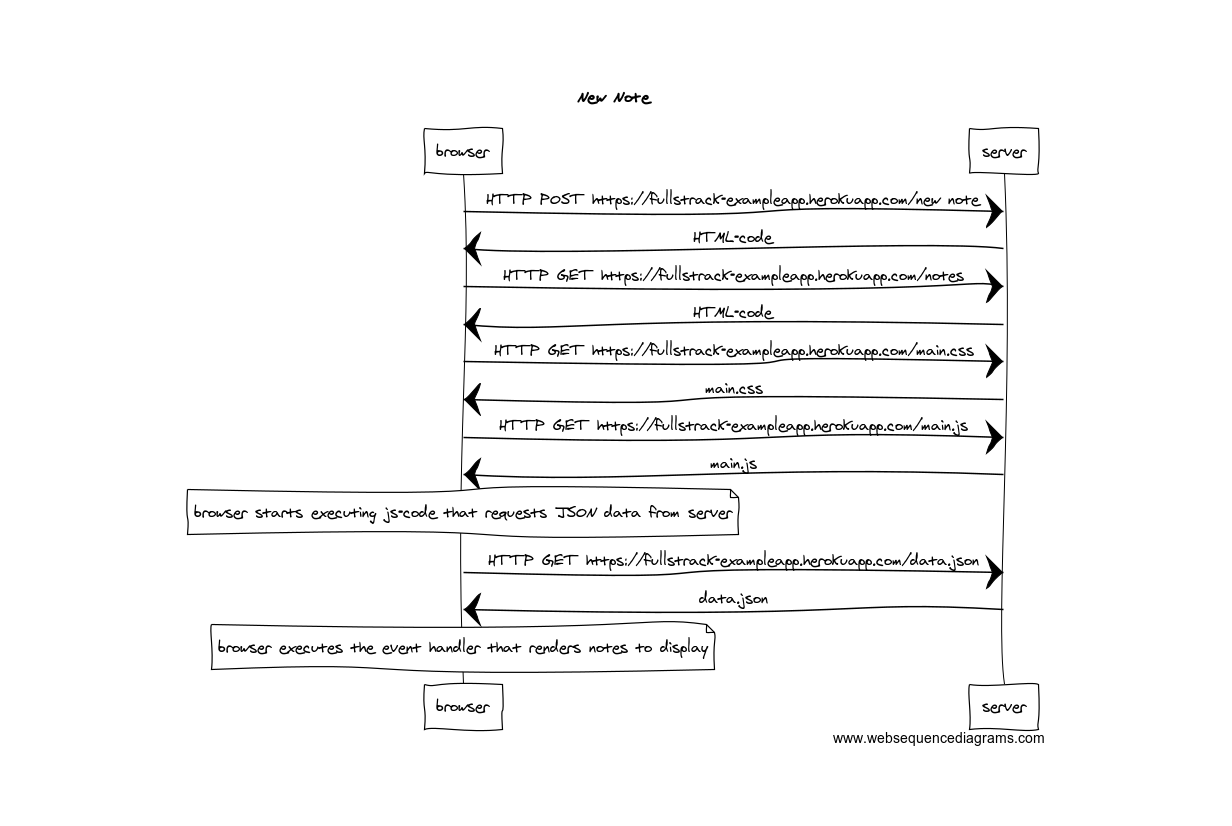 New Note
browser server
HTTP POST https://fullstrack-exampleapp.herokuapp.com/new note
HTML-code
HTTP GET https://fullstrack-exampleapp.herokuapp.com/notes
HTML-code
HTTP GET https://fullstrack-exampleapp.herokuapp.com/main.css
main.css
HTTP GET https://fullstrack-exampleapp.herokuapp.com/main.js
main.js
browser starts executing js-code that requests JSON data from server
HTTP GET https://fullstrack-exampleapp.herokuapp.com/data.json
data.json
browser executes the event handler that renders notes to display
browser server
www.websequencediagrams.com